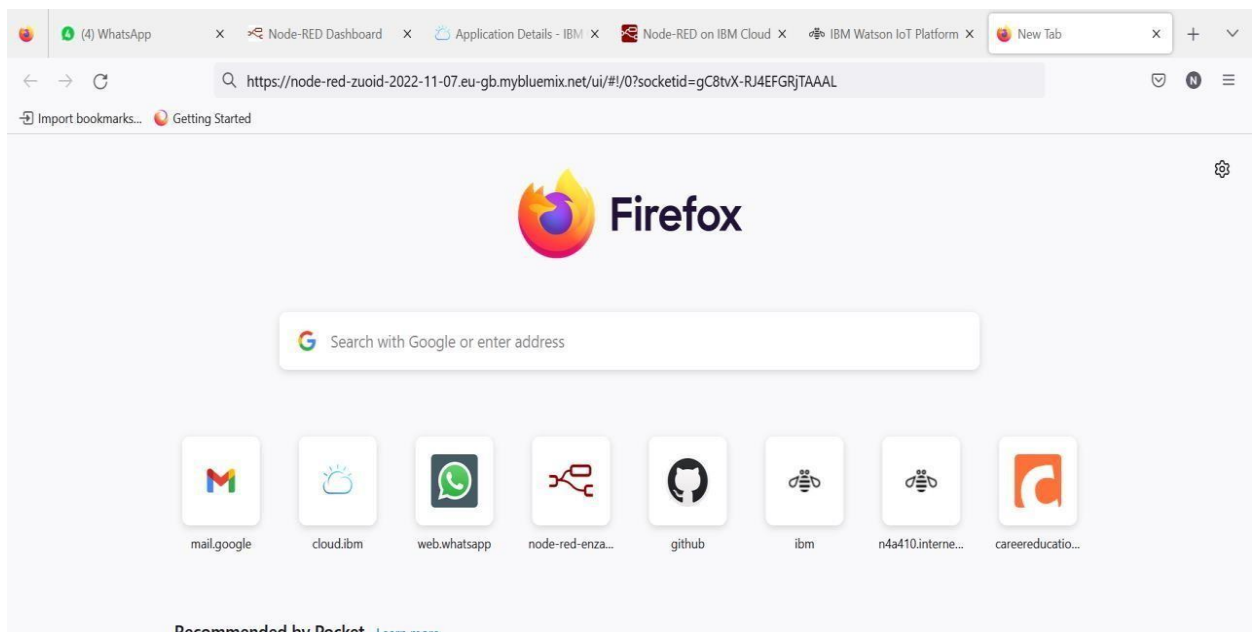 (4) WhatsApp
Node-RED Dashboard
Application Details - IBM
Node-RED on IBM Cloud
IBM Watson IoT Platform
New Tab
https://node-red-zuoid-2022-11-07.eu-gb.mybluemix.net/ui/#!/0?socketid=gC8tvX-RJ4EFGRjTAAAL
N
Import bookmarks... Getting Started
Firefox
Search with Google or enter address
mail.google cloud.ibm web.whatsapp node-red-enza... github ibm n4a410.interne... careereducatio...
Recommended by Pocket Learn more